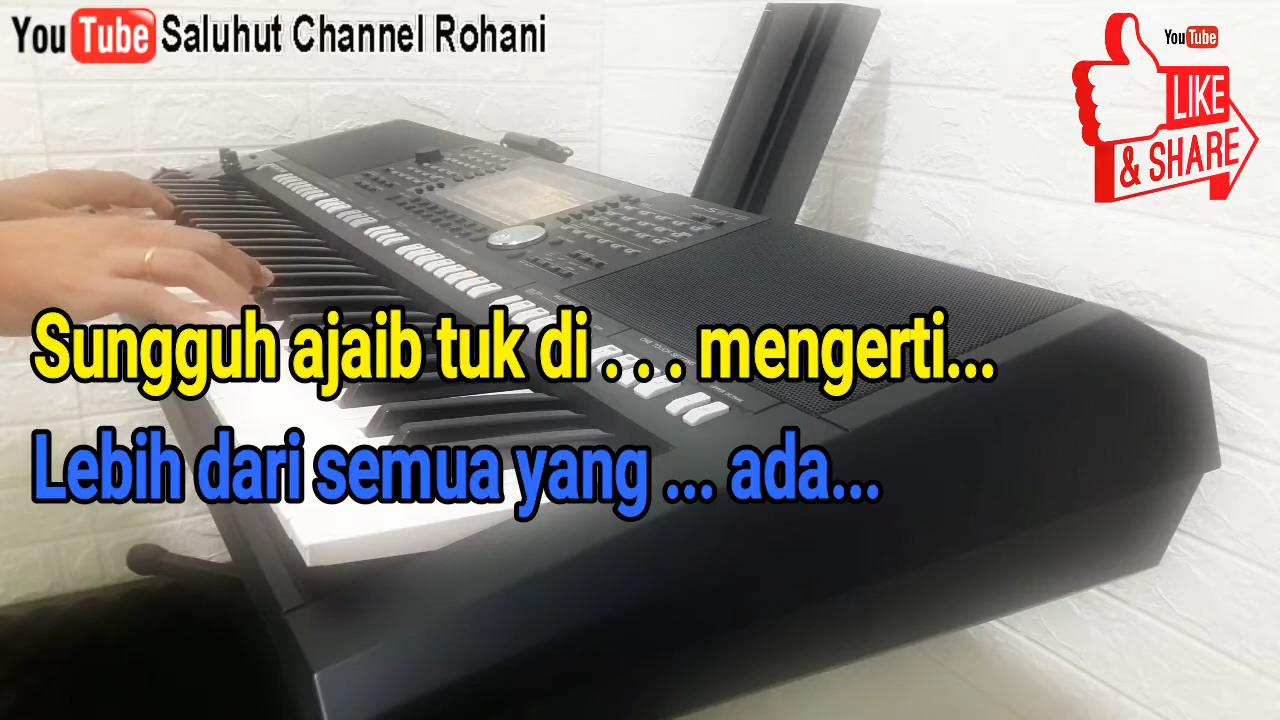 YouTube Saluhut Channel Rohani
YouTube
LIKE
& SHARE
Sungguh ajaib tuk di . . . mengerti...
Lebih dari semua yang ... ada...